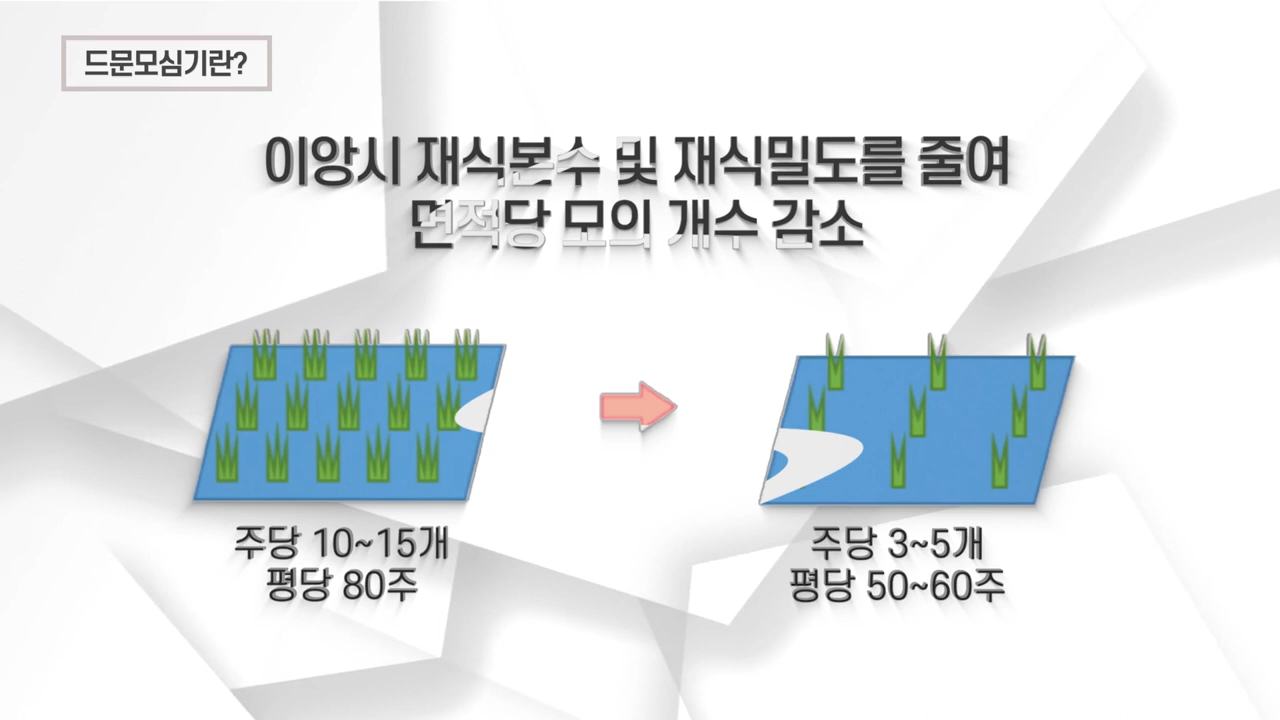 드문모심기란?
이앙시 재식본수 및 재식밀도를 줄여
면적당 모의 개수 감소
주당 10~15개
평당 80주
주당 3~5개
평당 50~60주